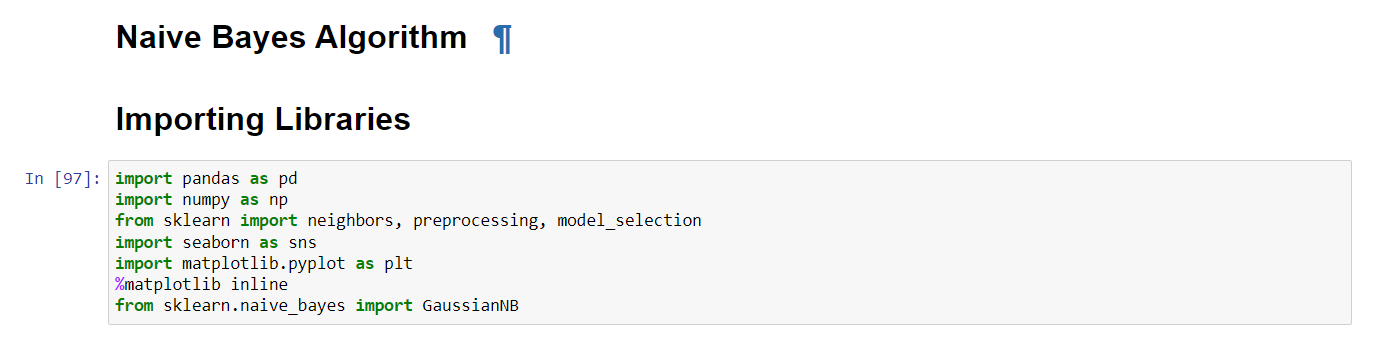 Naive Bayes Algorithm ¶
Importing Libraries
In [97]:
import pandas as pd
import numpy as np
from sklearn import neighbors, preprocessing, model_selection
import seaborn as sns
import matplotlib.pyplot as plt
%matplotlib inline
from sklearn.naive_bayes import GaussianNB